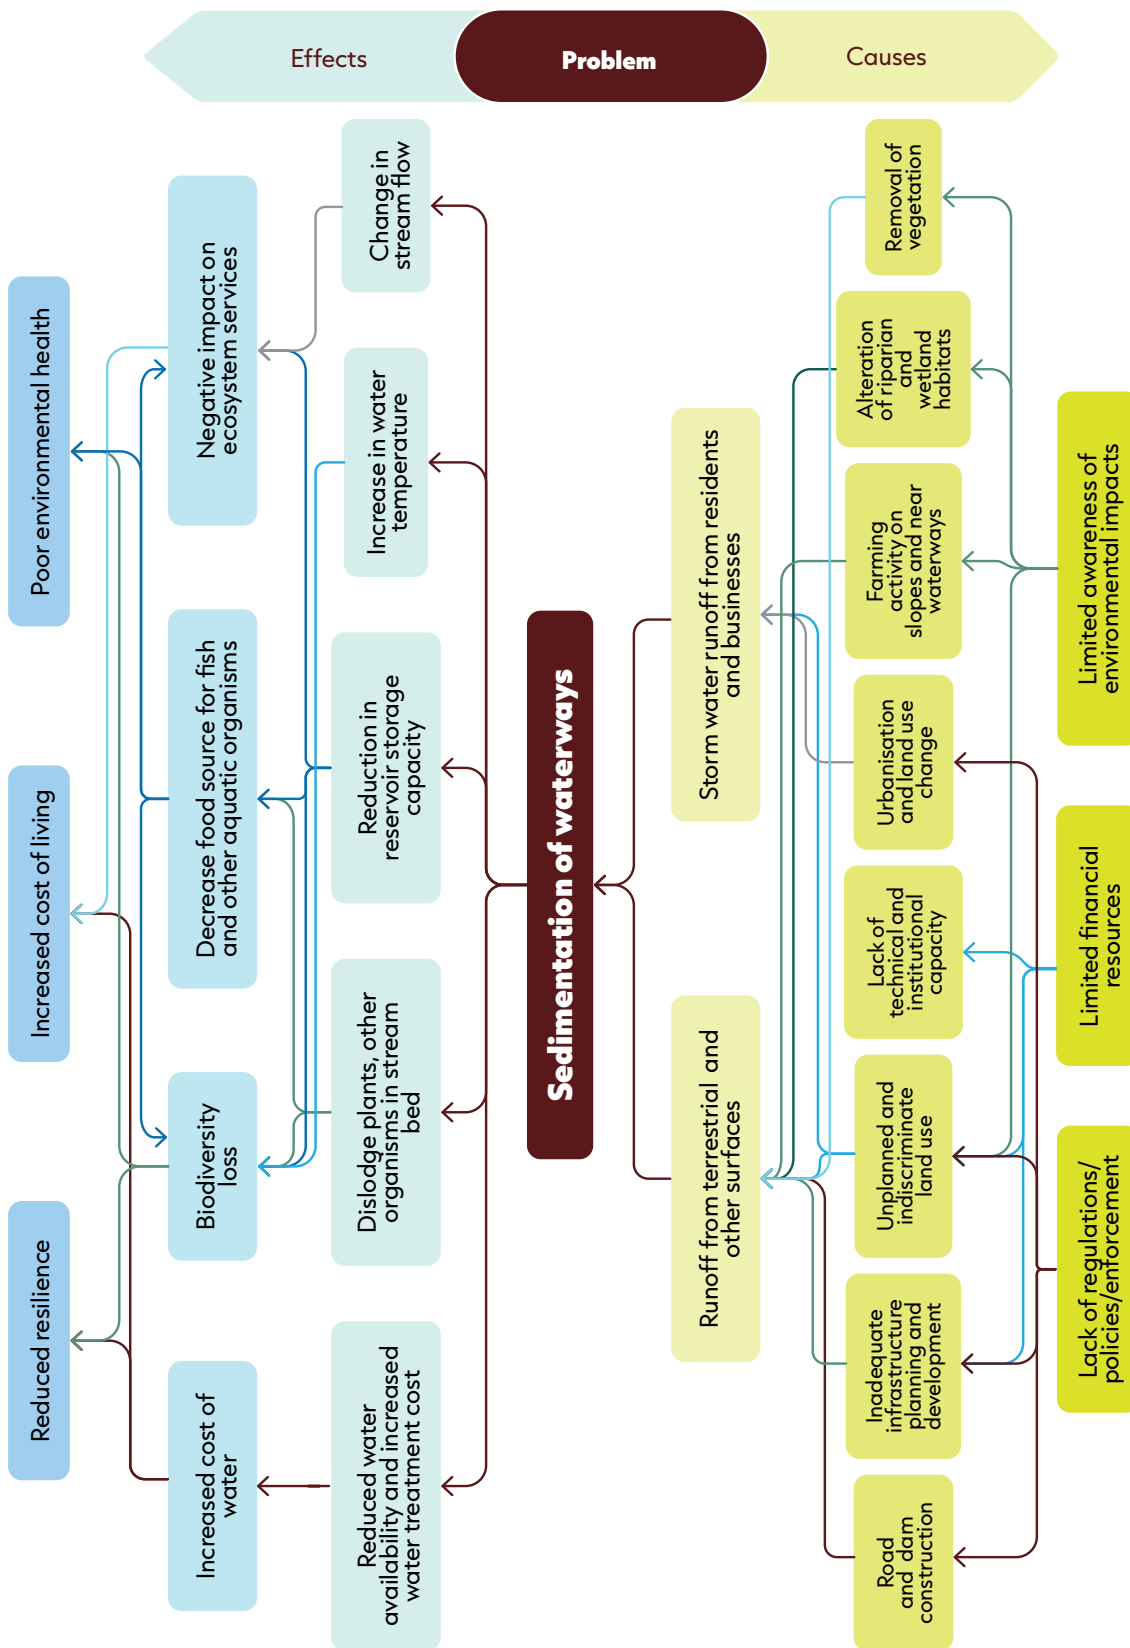 Effects
Problem
Causes
Reduced resilience
Increased cost of living
Poor environmental health
Increased cost of
water
Biodiversity
loss
Decrease food source for fish
and other aquatic organisms
Negative impact on
ecosystem services
Reduced water
availability and increased
water treatment cost
Dislodge plants, other
organisms in stream
bed
Reduction in
reservoir storage
capacity
Increase in water
temperature
Change in
stream flow
Sedimentation of waterways
Runoff from terrestrial and
other surfaces
Storm water runoff from residents
and businesses
Road
and dam
construction
Inadequate
infrastructure
planning and
development
Unplanned and
indiscriminate
land use
Lack of
technical and
institutional
capacity
Urbanisation
and land use
change
Farming
activity on
slopes and near
waterways
Alteration
of riparian
and
wetland
habitats
Removal of
vegetation
Lack of regulations/
policies/enforcement
Limited financial
resources
Limited awareness of
environmental impacts